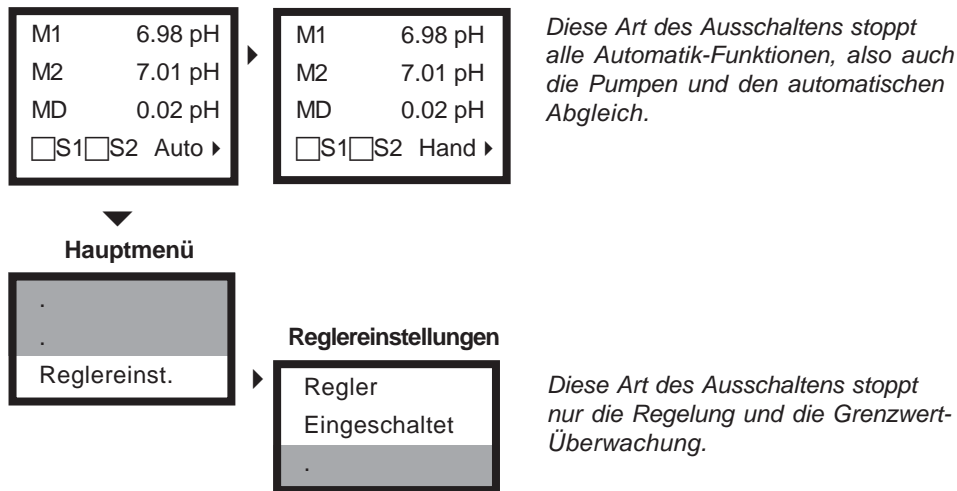 M1 6.98 pH
M2 7.01 pH
MD 0.02 pH
S1 S2 Auto
M1 6.98 pH
M2 7.01 pH
MD 0.02 pH
S1 S2 Hand
Diese Art des Ausschaltens stoppt
alle Automatik-Funktionen, also auch
die Pumpen und den automatischen
Abgleich.
Hauptmenü
.
.
Reglereinst.
Reglereinstellungen
Regler
Eingeschaltet
.
Diese Art des Ausschaltens stoppt
nur die Regelung und die Grenzwert-
Überwachung.